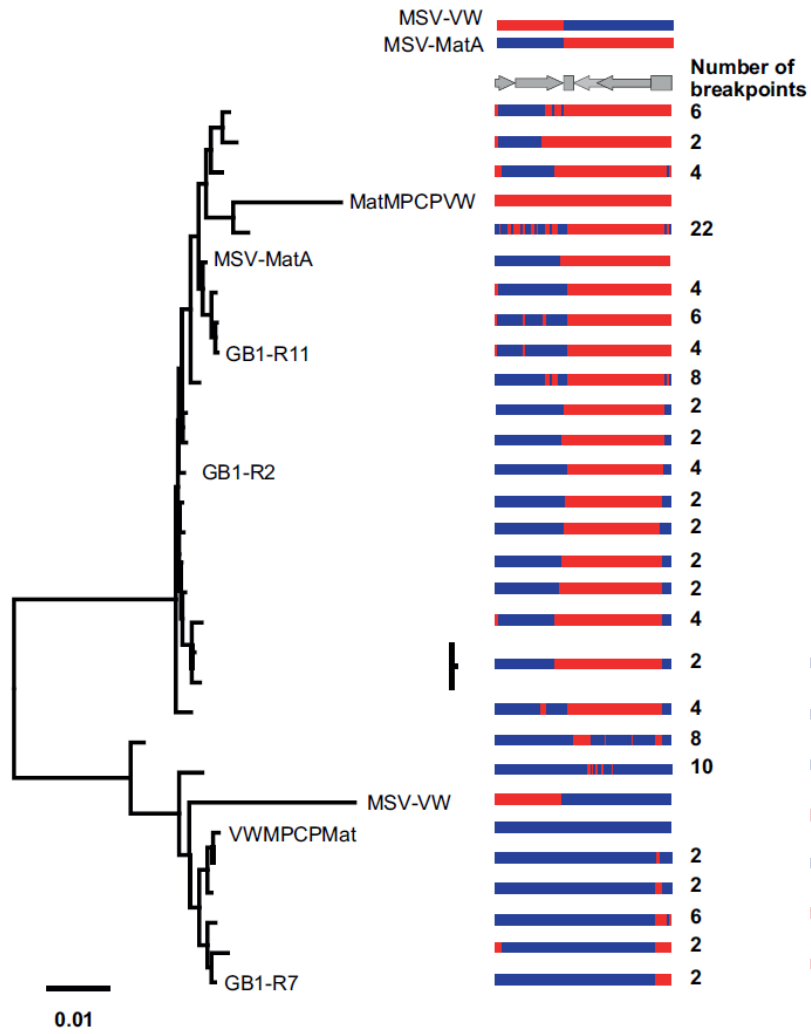 MSV-VW
MSV-MatA
Number of
breakpoints
6
2
4
MatMPCPVW
22
MSV-MatA
4
6
GB1-R11
4
8
2
2
GB1-R2
4
2
2
2
2
4
2
4
8
10
MSV-VW
VWMPCPMat
2
2
6
2
GB1-R7
2
0.01